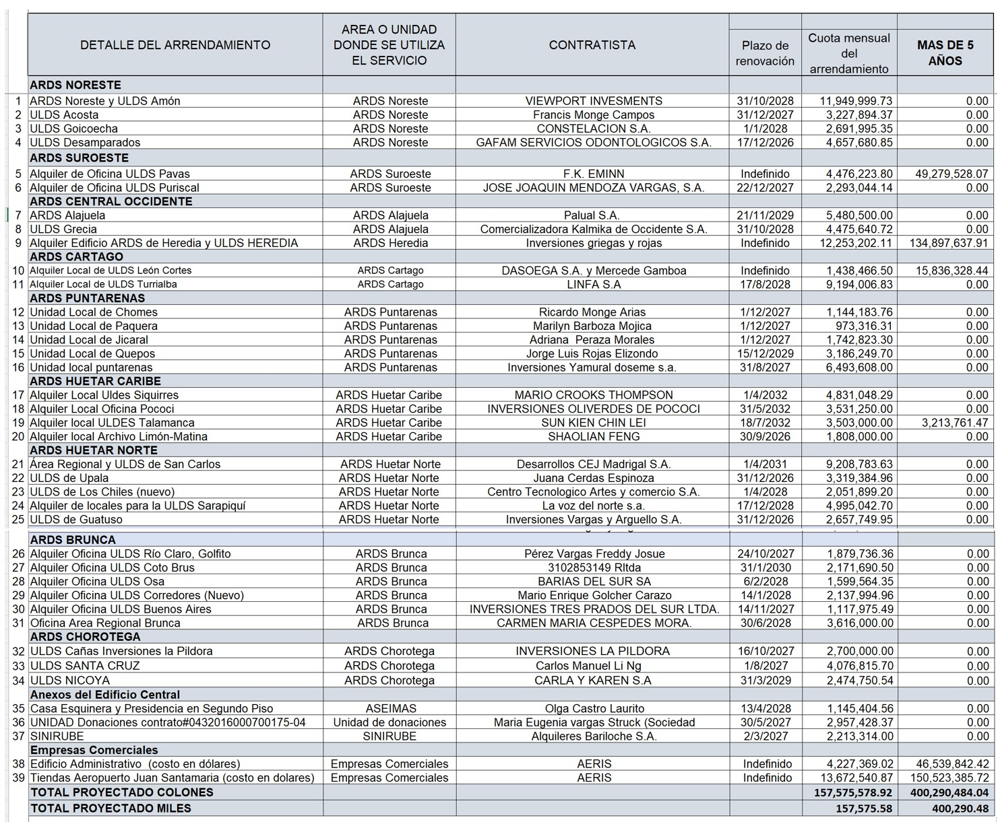 DETALLE DEL ARRENDAMIENTO AREA O UNIDAD DONDE SE UTILIZA EL SERVICIO CONTRATISTA Plazo de renovación Cuota mensual del arrendamiento MAS DE 5 AÑOS
ARDS NORESTE
1 ARDS Noreste y ULDS Amón ARDS Noreste VIEWPORT INVESMENTS 31/10/2028 11,949,999.73 0.00
2 ULDS Acosta ARDS Noreste Francis Monge Campos 31/12/2027 3,227,894.37 0.00
3 ULDS Goicoecha ARDS Noreste CONSTELACION S.A. 1/1/2028 2,691,995.35 0.00
4 ULDS Desamparados ARDS Noreste GAFAM SERVICIOS ODONTOLOGICOS S.A. 17/12/2026 4,657,680.85 0.00
ARDS SUROESTE
5 Alquiler de Oficina ULDS Pavas ARDS Suroeste F.K. EMINN Indefinido 4,476,223.80 49,279,528.07
6 Alquiler de Oficina ULDS Puriscal ARDS Suroeste JOSE JOAQUIN MENDOZA VARGAS, S.A. 22/12/2027 2,293,044.14 0.00
ARDS CENTRAL OCCIDENTE
7 ARDS Alajuela ARDS Alajuela Palual S.A. 21/11/2029 5,480,500.00 0.00
8 ULDS Grecia ARDS Alajuela Comercializadora Kalmika de Occidente S.A. 31/10/2028 4,475,640.72 0.00
9 Alquiler Edificio ARDS de Heredia y ULDS HEREDIA ARDS Heredia Inversiones griegas y rojas Indefinido 12,253,202.11 134,897,637.91
ARDS CARTAGO
10 Alquiler Local de ULDS León Cortes ARDS Cartago DASOEGA S.A. y Mercede Gamboa Indefinido 1,438,466.50 15,836,328.44
11 Alquiler Local de ULDS Turrialba ARDS Cartago LINFA S.A 17/8/2028 9,194,006.83 0.00
ARDS PUNTARENAS
12 Unidad Local de Chomes ARDS Puntarenas Ricardo Monge Arias 1/12/2027 1,144,183.76 0.00
13 Unidad Local de Paquera ARDS Puntarenas Marilyn Barboza Mojica 1/12/2027 973,316.31 0.00
14 Unidad Local de Jicaral ARDS Puntarenas Adriana  Peraza Morales 1/12/2027 1,742,823.30 0.00
15 Unidad Local de Quepos ARDS Puntarenas Jorge Luis Rojas Elizondo 15/12/2029 3,186,249.70 0.00
16 Unidad local puntarenas ARDS Puntarenas Inversiones Yamural doseme s.a. 31/8/2027 6,493,608.00 0.00
ARDS HUETAR CARIBE
17 Alquiler Local Uldes Siquirres ARDS Huetar Caribe MARIO CROOKS THOMPSON 1/4/2032 4,831,048.29 0.00
18 Alquiler Local Oficina Pococi ARDS Huetar Caribe INVERSIONES OLIVERDES DE POCOCI 31/5/2032 3,531,250.00 0.00
19 Alquiler local ULDES Talamanca ARDS Huetar Caribe SUN KIEN CHIN LEI 18/7/2032 3,503,000.00 3,213,761.47
20 Alquiler local Archivo Limón-Matina ARDS Huetar Caribe SHAOLIAN FENG 30/9/2026 1,808,000.00 0.00
ARDS HUETAR NORTE
21 Área Regional y ULDS de San Carlos ARDS Huetar Norte Desarrollos CEJ Madrigal S.A. 1/4/2031 9,208,783.63 0.00
22 ULDS de Upala ARDS Huetar Norte Juana Cerdas Espinoza 31/12/2026 3,319,384.96 0.00
23 ULDS de Los Chiles (nuevo) ARDS Huetar Norte Centro Tecnologico Artes y comercio S.A. 1/4/2028 2,051,899.20 0.00
24 Alquiler de locales para la ULDS Sarapiquí ARDS Huetar Norte La voz del norte s.a. 17/12/2028 4,995,042.70 0.00
25 ULDS de Guatuso ARDS Huetar Norte Inversiones Vargas y Arguello S.A. 31/12/2026 2,657,749.95 0.00
ARDS BRUNCA
26 Alquiler Oficina ULDS Río Claro, Golfito ARDS Brunca Pérez Vargas Freddy Josue 24/10/2027 1,879,736.36 0.00
27 Alquiler Oficina ULDS Coto Brus ARDS Brunca 3102853149 Rltda 31/1/2030 2,171,690.50 0.00
28 Alquiler Oficina ULDS Osa ARDS Brunca BARIAS DEL SUR SA 6/2/2028 1,599,564.35 0.00
29 Alquiler Oficina ULDS Corredores (Nuevo) ARDS Brunca Mario Enrique Golcher Carazo 14/1/2028 2,137,994.96 0.00
30 Alquiler Oficina ULDS Buenos Aires ARDS Brunca INVERSIONES TRES PRADOS DEL SUR LTDA. 14/11/2027 1,117,975.49 0.00
31 Oficina Area Regional Brunca ARDS Brunca CARMEN MARIA CESPEDES MORA. 30/6/2028 3,616,000.00 0.00
ARDS CHOROTEGA
32 ULDS Cañas Inversiones la Pildora ARDS Chorotega INVERSIONES LA PILDORA 16/10/2027 2,700,000.00 0.00
33 ULDS SANTA CRUZ ARDS Chorotega Carlos Manuel Li Ng 1/8/2027 4,076,815.70 0.00
34 ULDS NICOYA ARDS Chorotega CARLA Y KAREN S.A 31/3/2029 2,474,750.54 0.00
Anexos del Edificio Central
35 Casa Esquinera y Presidencia en Segundo Piso ASEIMAS Olga Castro Laurito 13/4/2028 1,145,404.56 0.00
36 UNIDAD Donaciones contrato#0432016000700175-04 Unidad de donaciones Maria Eugenia vargas Struck (Sociedad 30/5/2027 2,957,428.37 0.00
37 SINIRUBE SINIRUBE Alquileres Bariloche S.A. 2/3/2027 2,213,314.00 0.00
Empresas Comerciales
38 Edificio Administrativo  (costo en dólares) Empresas Comerciales AERIS Indefinido 4,227,369.02 46,539,842.42
39 Tiendas Aeropuerto Juan Santamaria (costo en dolares) Empresas Comerciales AERIS Indefinido 13,672,540.87 150,523,385.72
TOTAL PROYECTADO COLONES 157,575,578.92 400,290,484.04
TOTAL PROYECTADO MILES 157,575.58 400,290.48